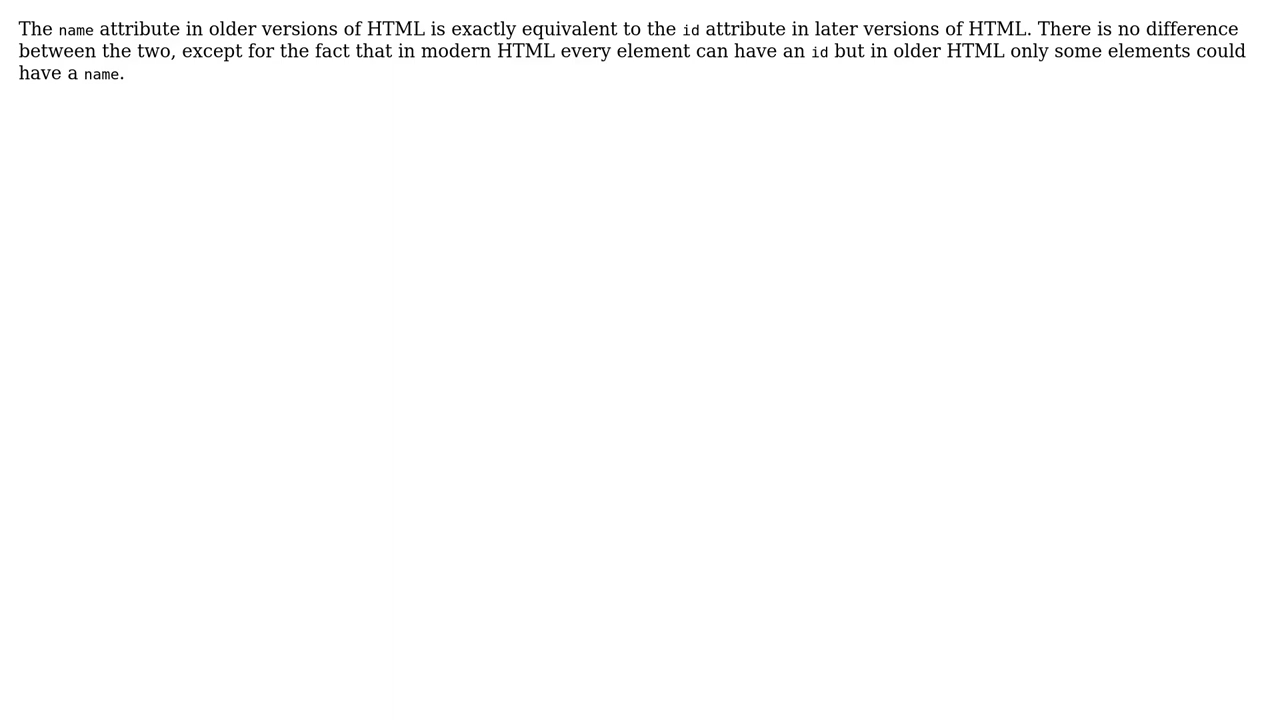 The name attribute in older versions of HTML is exactly equivalent to the id attribute in later versions of HTML. There is no difference
between the two, except for the fact that in modern HTML every element can have an id but in older HTML only some elements could
have a name.